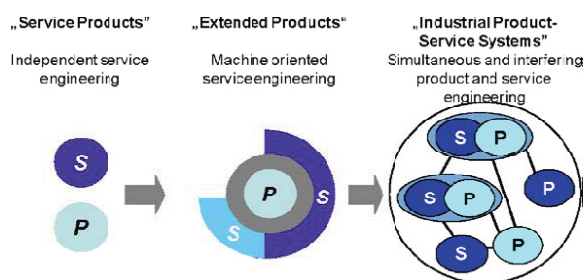 „Service Products"
Independent service
engineering
„Extended Products“
Machine oriented
serviceengineering
„Industrial Product-
Service Systems”
Simultaneous and interfering
product and service
engineering
S
P
P
S
S
S
P
S
P
P
S
P